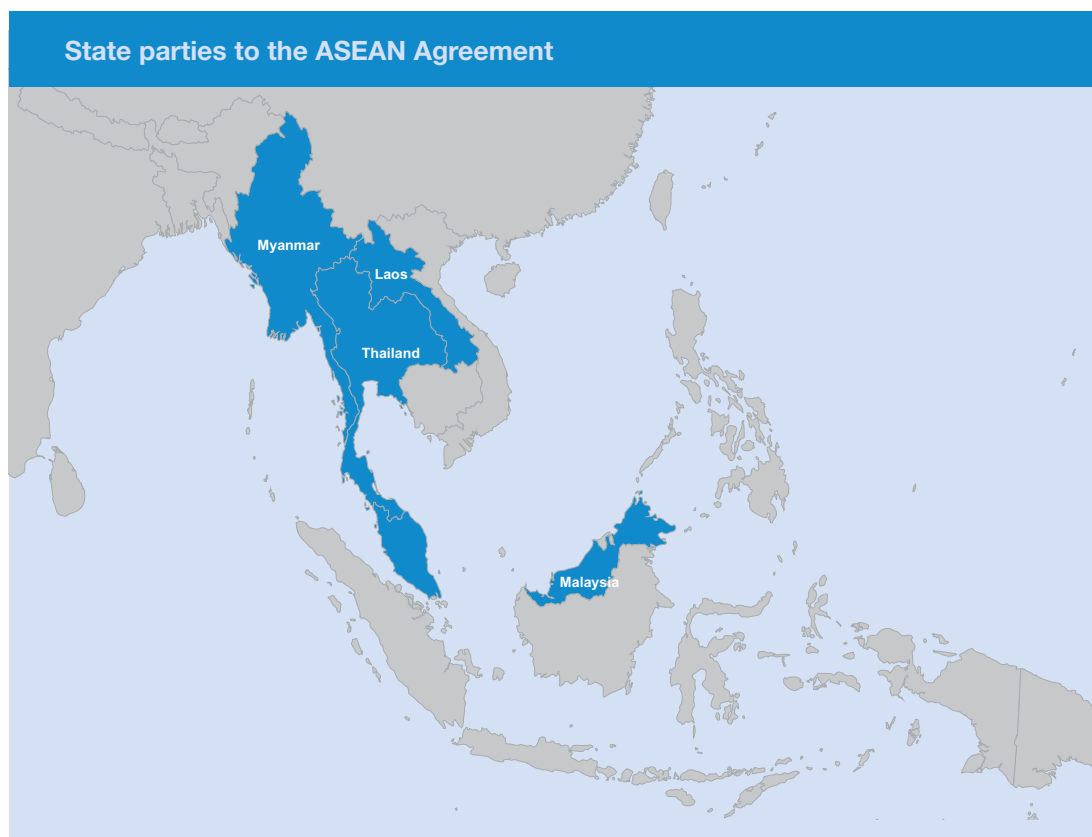 State parties to the ASEAN Agreement
Myanmar
Laos
Thailand
Malaysia